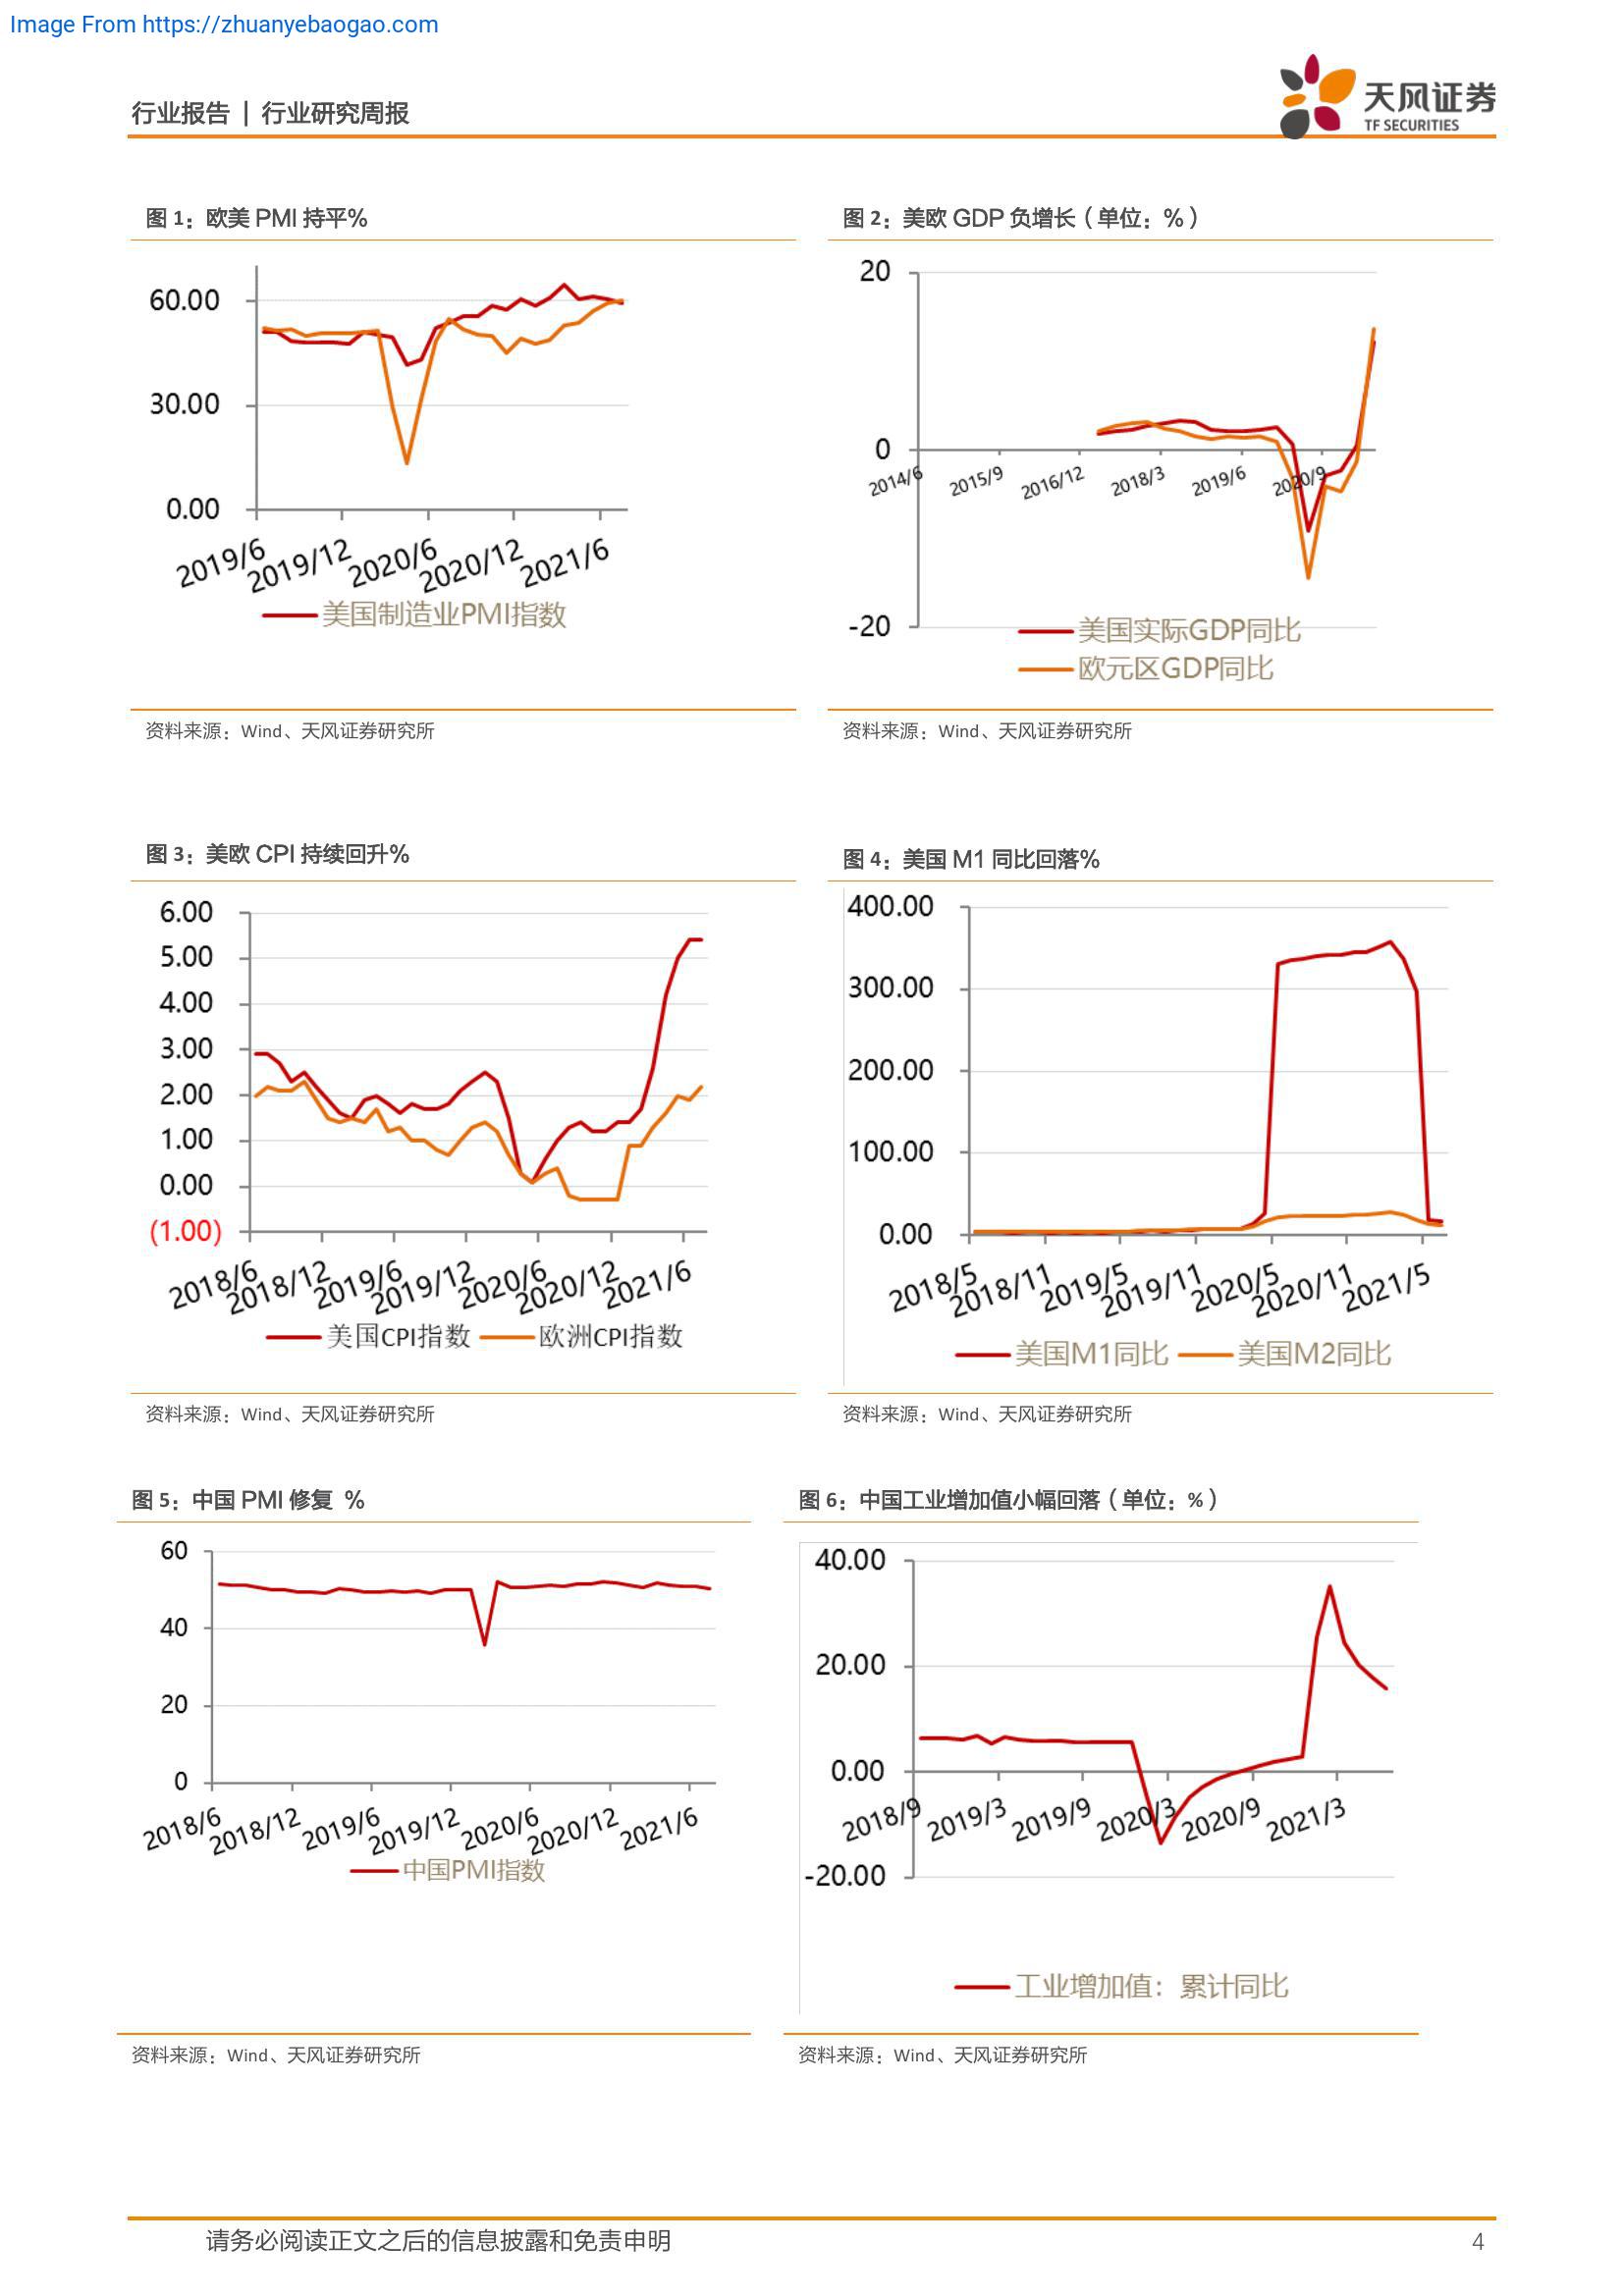 Image From https://zhuanyebaogao.com
行业报告 | 行业研究周报
天风证券
TF SECURITIES
图 1：欧美 PMI 持平%
60.00
30.00
0.00
2019/6
2019/12
2020/6
2020/12
2021/6
美国制造业PMI指数
资料来源：Wind、天风证券研究所
图 2：美欧 GDP 负增长（单位：%）
20
0
-20
2014/6
2015/9
2016/12
2018/3
2019/6
2020/9
美国实际GDP同比
欧元区GDP同比
资料来源：Wind、天风证券研究所
图 3：美欧 CPI 持续回升%
6.00
5.00
4.00
3.00
2.00
1.00
0.00
(1.00)
2018/6
2018/12
2019/6
2019/12
2020/6
2020/12
2021/6
美国CPI指数
欧洲CPI指数
资料来源：Wind、天风证券研究所
图 4：美国 M1 同比回落%
400.00
300.00
200.00
100.00
0.00
2018/5
2018/11
2019/5
2019/11
2020/5
2020/11
2021/5
美国M1同比
美国M2同比
资料来源：Wind、天风证券研究所
图 5：中国 PMI 修复 %
60
40
20
0
2018/6
2018/12
2019/6
2019/12
2020/6
2020/12
2021/6
中国PMI指数
资料来源：Wind、天风证券研究所
图 6：中国工业增加值小幅回落（单位：%）
40.00
20.00
0.00
-20.00
2018/9
2019/3
2019/9
2020/3
2020/9
2021/3
工业增加值：累计同比
资料来源：Wind、天风证券研究所
请务必阅读正文之后的信息披露和免责申明
4